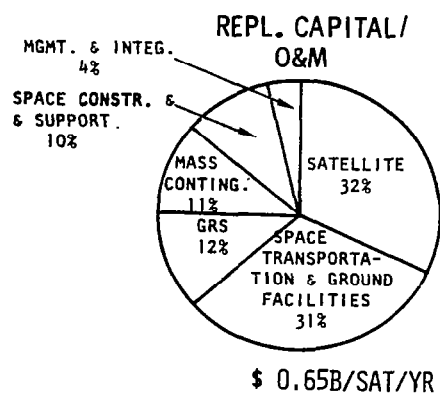 REPL. CAPITAL/
O&M
MGMT. & INTEG.
4%
SPACE CONSTR. &
& SUPPORT.
10%
MASS
CONTING.
11%
GRS
12%
SATELLITE
32%
SPACE
TRANSPORTA-
TION & GROUND
FACILITIES
31%
$ 0.65B/SAT/YR